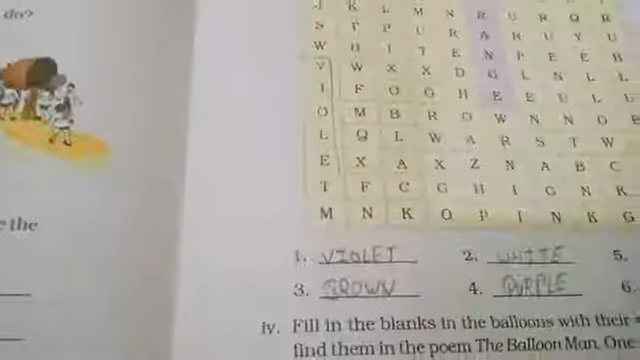 do?
J K L M N R U R Q R
S T P U R A R U Y U
W H I T E N P E E B
V W X X D G L N L L
I F O G H E E U L
O M B R O W N N O E
L Q L W A R S T W
E X A X Z N A B C
T F C G H I G N K
M N K O P I N K G
e the
1. VIOLET 2. WHITE 5.
3. BROWN 4. PURPLE 6.
iv. Fill in the blanks in the balloons with their
find them in the poem The Balloon Man. One